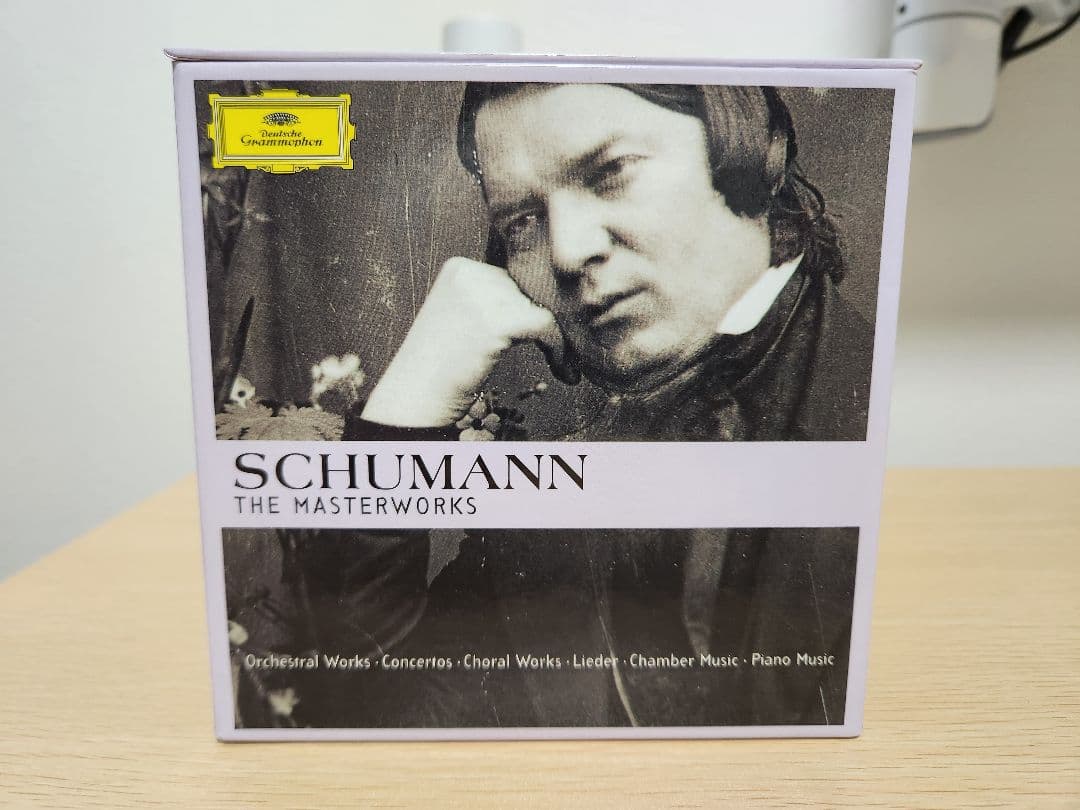 Deutsche
Grammophon
SCHUMANN
THE MASTERWORKS
Orchestral Works · Concertos · Choral Works · Lieder · Chamber Music · Piano Music